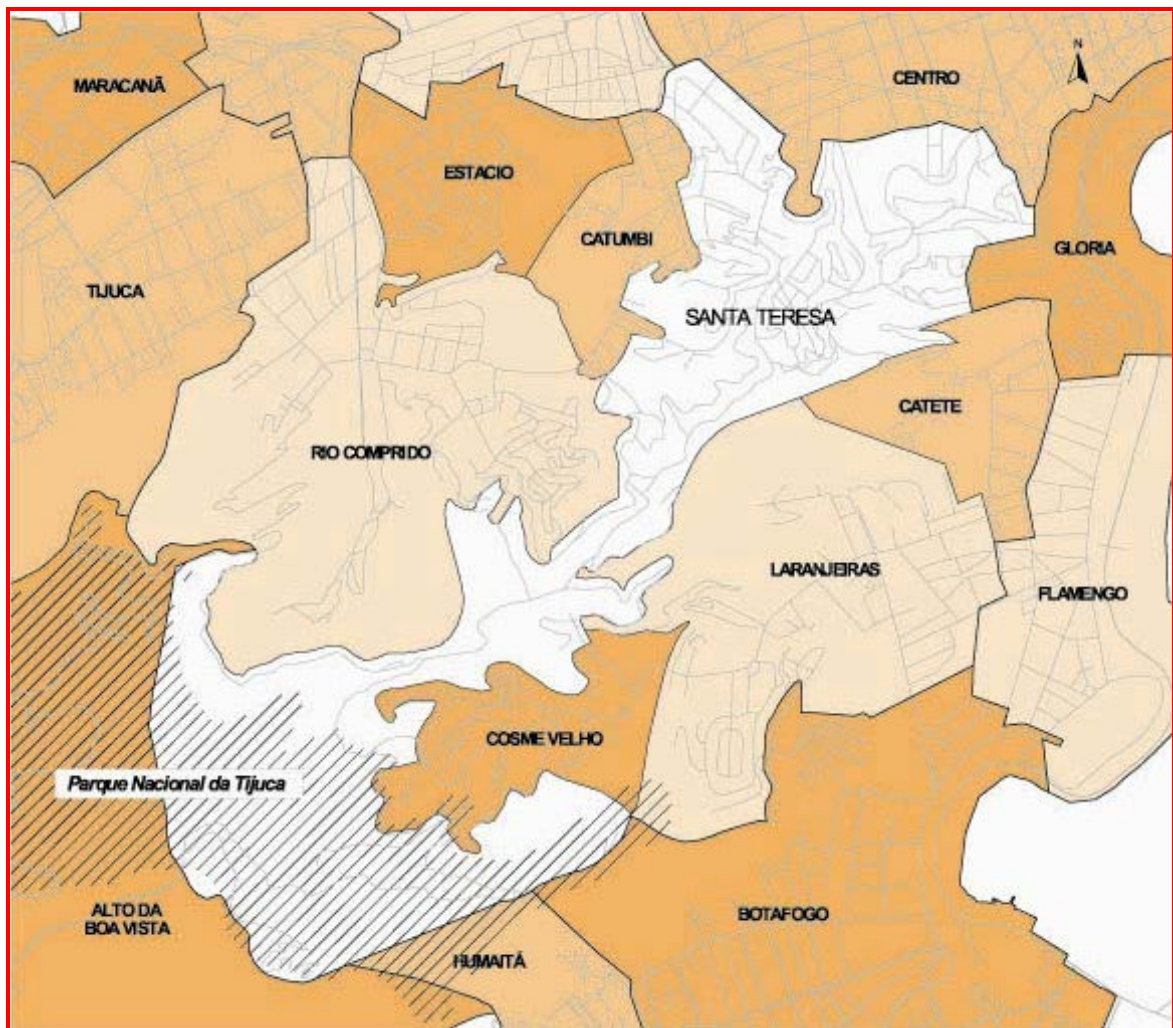 N
CENTRO
MARACANÃ
ESTACIO
CATUMBI
GLORIA
TIJUCA
SANTA TERESA
CATETE
RIO COMPRIDO
LARANJEIRAS
FLAMENGO
COSME VELHO
Parque Nacional da Tijuca
ALTO DA
BOA VISTA
BOTAFOGO
HUMAITÁ